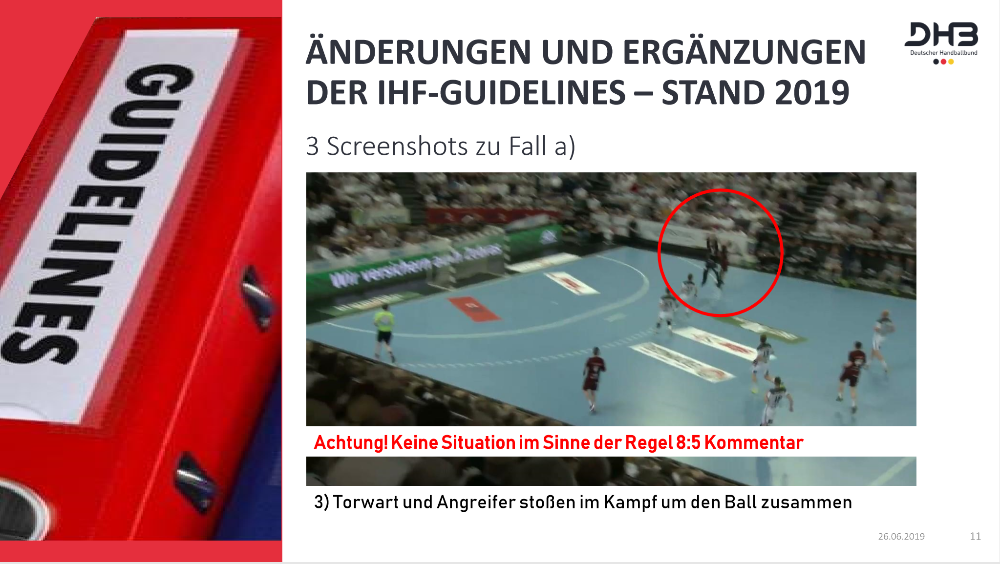 GUIDELINES
ÄNDERUNGEN UND ERGÄNZUNGEN
DER IHF-GUIDELINES – STAND 2019
DHB
Deutscher Handballbund
3 Screenshots zu Fall a)
Wir versichern auch Jedres
Achtung! Keine Situation im Sinne der Regel 8:5 Kommentar
3) Torwart und Angreifer stoßen im Kampf um den Ball zusammen
26.06.2019
11